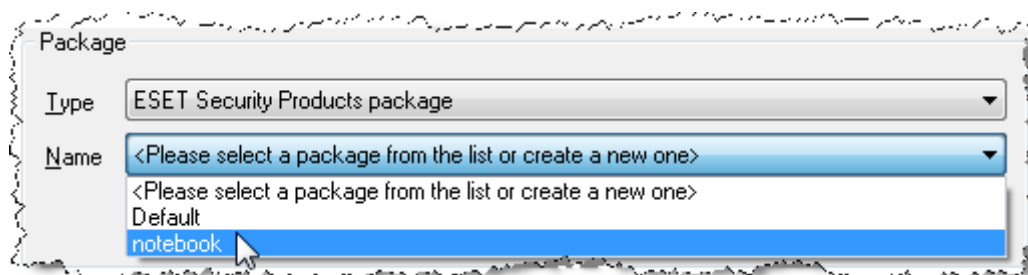 Package
Type ESET Security Products package
Name <Please select a package from the list or create a new one>
<Please select a package from the list or create a new one>
Default
notebook